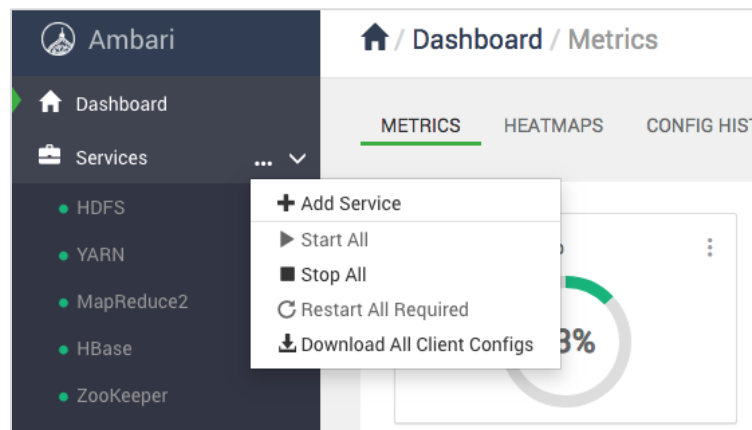 Ambari
/ Dashboard / Metrics
Dashboard
METRICS HEATMAPS CONFIG HIS
Services ...
HDFS
YARN
MapReduce2
HBase
ZooKeeper
Add Service
Start All
Stop All
Restart All Required
Download All Client Configs
3%